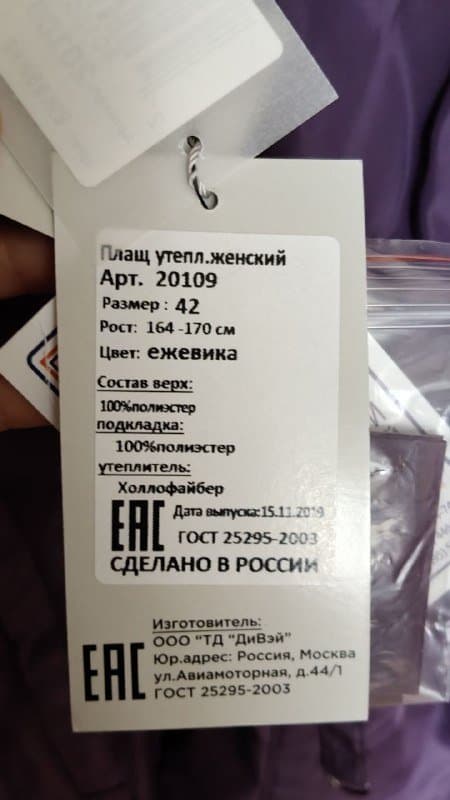 Плащ утепл.женский
Арт. 20109
Размер : 42
Рост: 164 -170 см
Цвет: ежевика
Состав верх:
100%полиэстер
подкладка:
100%полиэстер
утеплитель:
Холлофайбер
EAC Дата выпуска:15.11.2019
ГОСТ 25295-2003
СДЕЛАНО В РОССИИ
Изготовитель:
ООО "ТД "ДиВэй"
EAC Юр.адрес: Россия, Москва
ул.Авиамоторная, д.44/1
ГОСТ 25295-2003